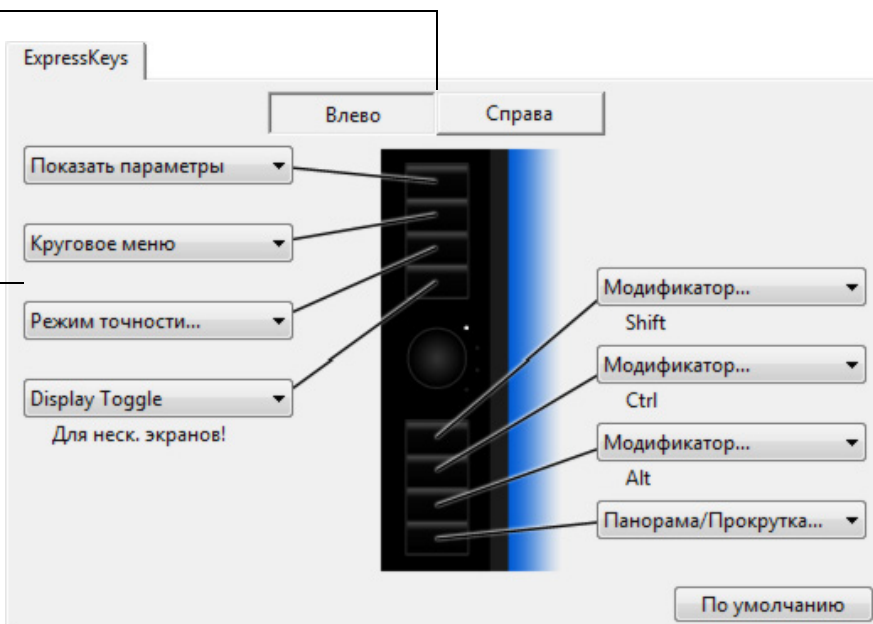 ExpressKeys
Влево
Справа
Показать параметры
Круговое меню
Режим точности...
Display Toggle
Для неск. экранов!
Модификатор...
Shift
Модификатор...
Ctrl
Модификатор...
Alt
Панорама/Прокрутка...
По умолчанию